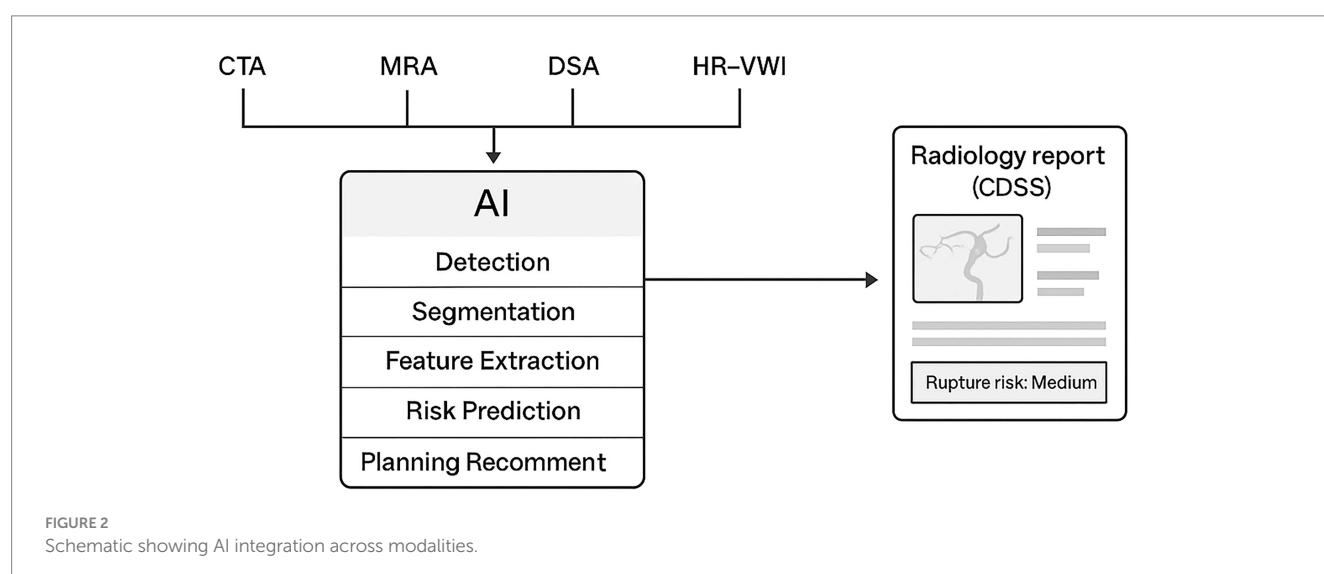 CTA
MRA
DSA
HR–VWI
AI
Detection
Segmentation
Feature Extraction
Risk Prediction
Planning Recomment
Radiology report
(CDSS)
Rupture risk: Medium
FIGURE 2
Schematic showing AI integration across modalities.